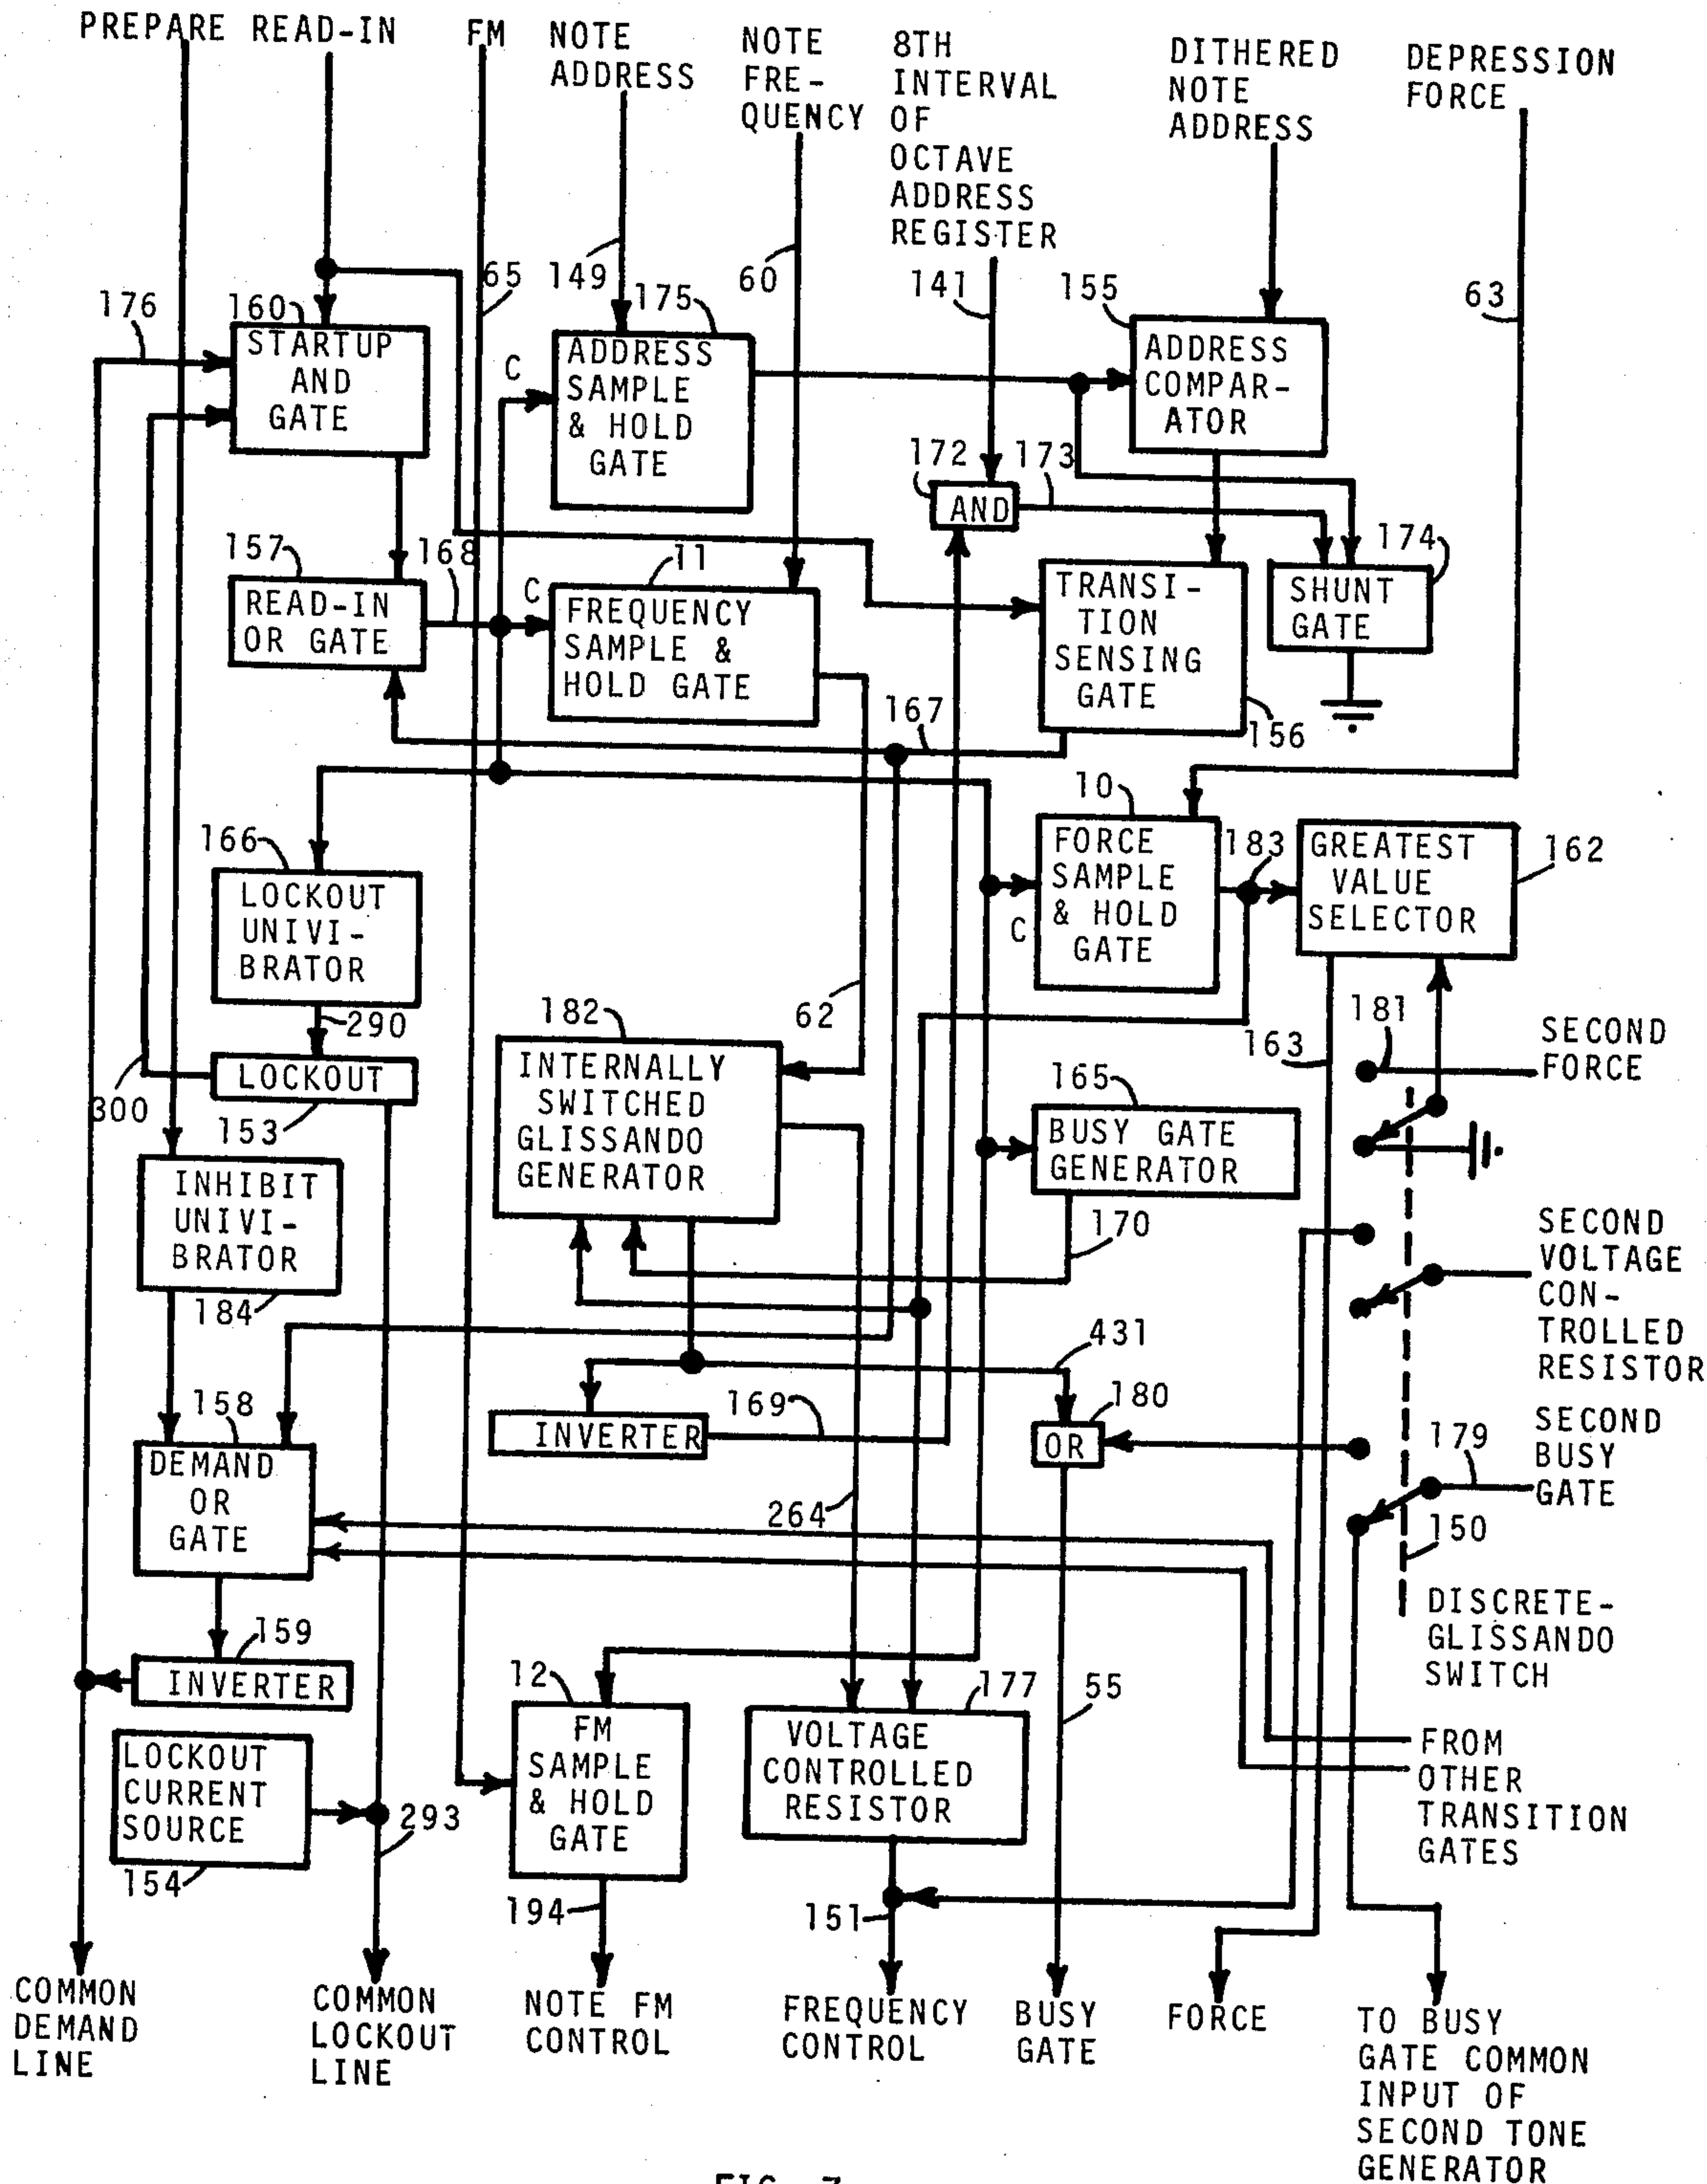 PREPARE READ-IN
FM
NOTE
ADDRESS
NOTE
FRE-
QUENCY
8TH
INTERVAL
OF
OCTAVE
ADDRESS
REGISTER
DITHERED
NOTE
ADDRESS
DEPRESSION
FORCE
176
160
65
149
175
60
141
155
63
STARTUP
AND
GATE
C
ADDRESS
SAMPLE
& HOLD
GATE
ADDRESS
COMPAR-
ATOR
172
173
AND
157
168
C
11
174
READ-IN
OR GATE
FREQUENCY
SAMPLE &
HOLD GATE
TRANSI-
TION
SENSING
GATE
SHUNT
GATE
167
156
10
166
183
162
LOCKOUT
UNIVI-
BRATOR
FORCE
SAMPLE
& HOLD
GATE
C
GREATEST
VALUE
SELECTOR
290
182
62
163
181
SECOND
FORCE
LOCKOUT
300
153
INTERNALLY
SWITCHED
GLISSANDO
GENERATOR
165
BUSY GATE
GENERATOR
INHIBIT
UNIVI-
BRATOR
184
170
SECOND
VOLTAGE
CON-
TROLLED
RESISTOR
431
158
169
180
INVERTER
OR
179
SECOND
BUSY
GATE
DEMAND
OR
GATE
264
150
DISCRETE-
GLISSANDO
SWITCH
159
INVERTER
12
177
55
LOCKOUT
CURRENT
SOURCE
154
293
FM
SAMPLE
& HOLD
GATE
VOLTAGE
CONTROLLED
RESISTOR
FROM
OTHER
TRANSITION
GATES
194
151
COMMON
DEMAND
LINE
COMMON
LOCKOUT
LINE
NOTE FM
CONTROL
FREQUENCY
CONTROL
BUSY
GATE
FORCE
TO BUSY
GATE COMMON
INPUT OF
SECOND TONE
GENERATOR
FIG. 7